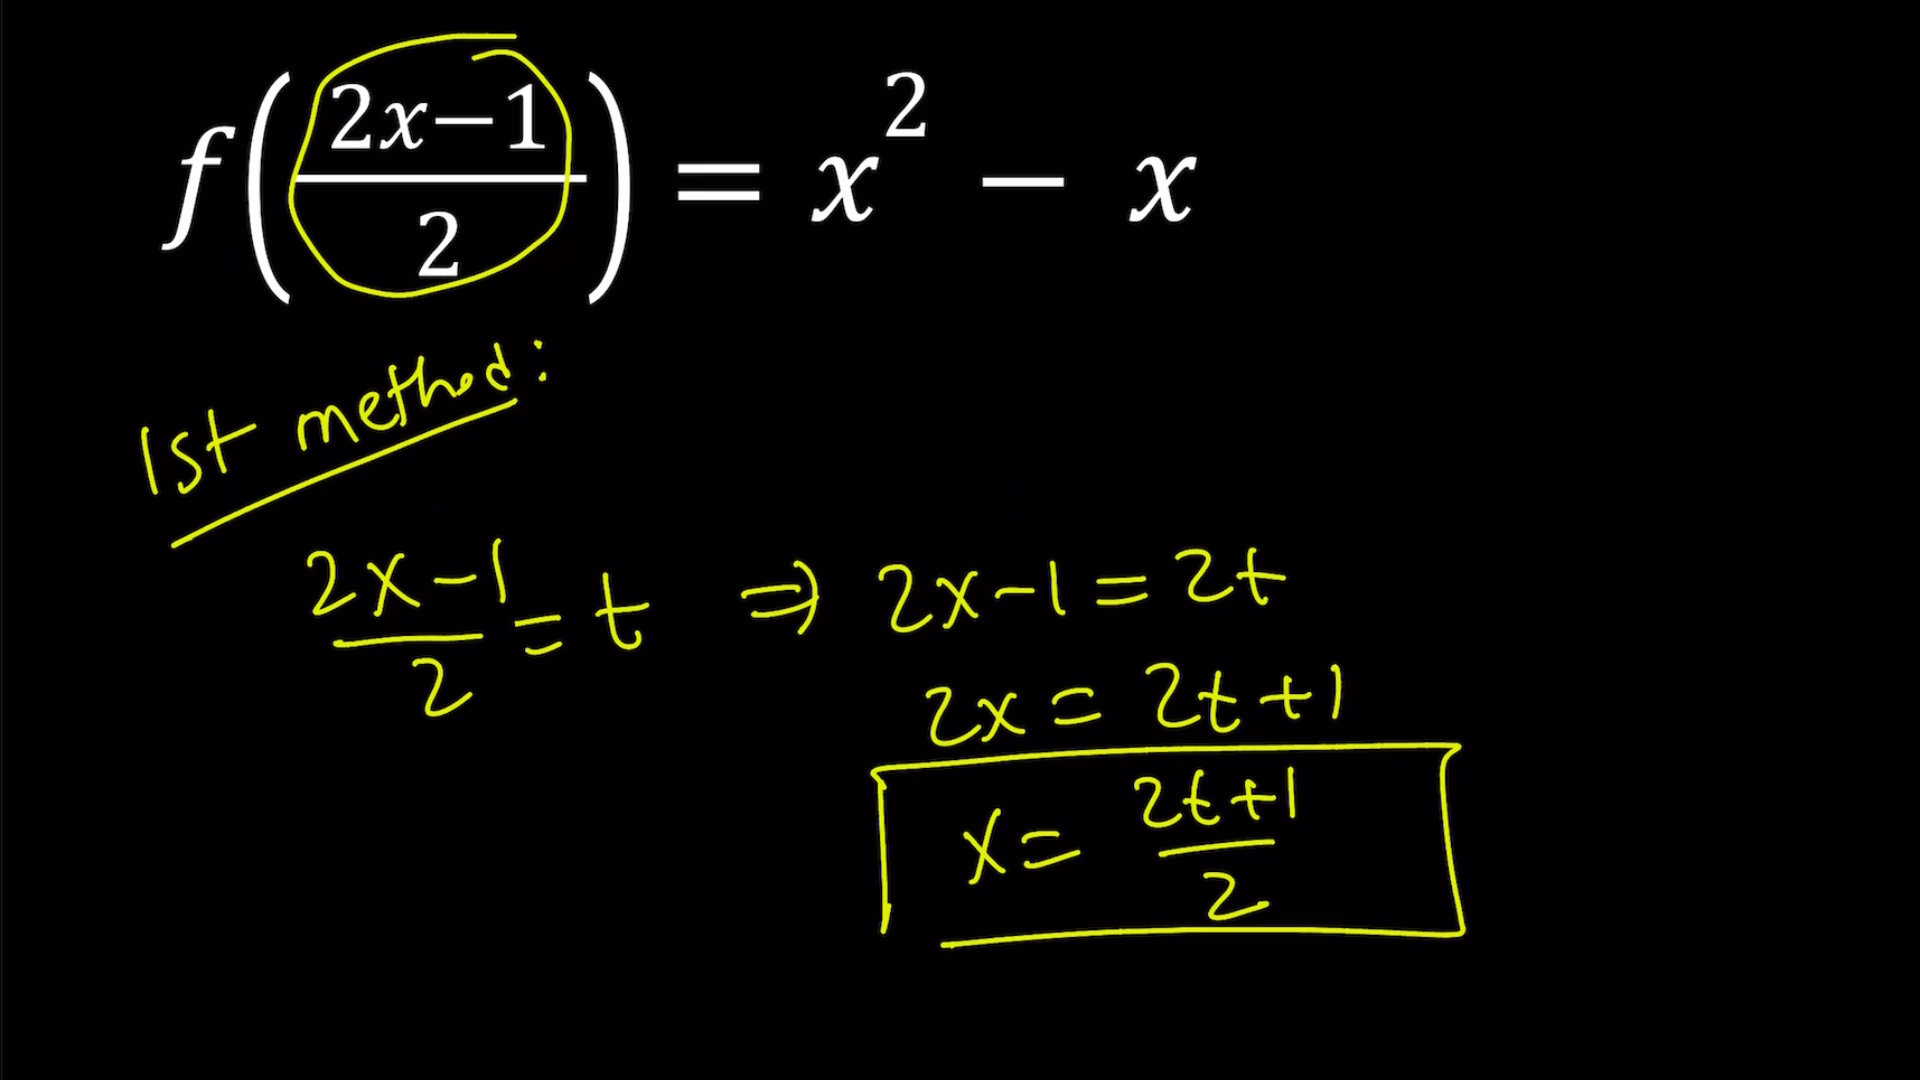 f((2x−1)/2) = x² − x
1st method:
(2x-1)/2 = t ⇒ 2x-1 = 2t
2x = 2t+1
x = (2t+1)/2